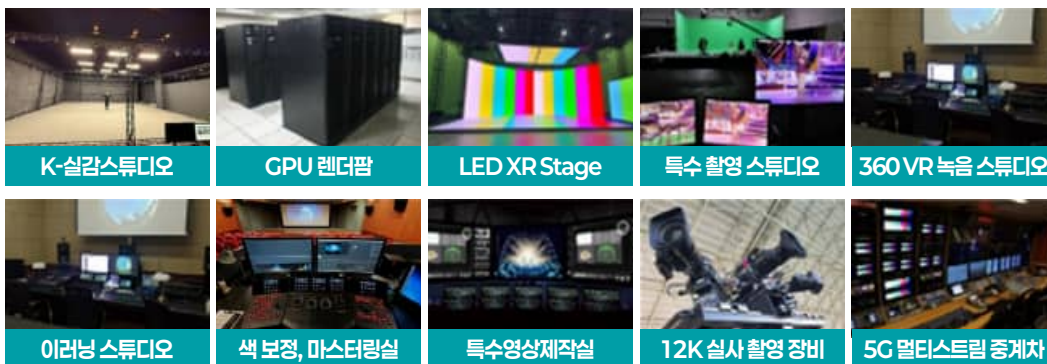 K-실감스튜디오
GPU 렌더팜
LED XR Stage
특수 촬영 스튜디오
360 VR 녹음 스튜디오
이러닝 스튜디오
색 보정, 마스터링실
특수영상제작실
12K 실사 촬영 장비
5G 멀티스트림 중계차